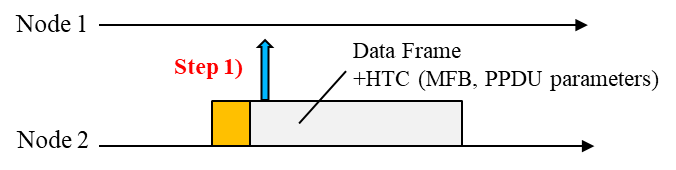 Node 1
Step 1)
Data Frame
+HTC (MFB, PPDU parameters)
Node 2